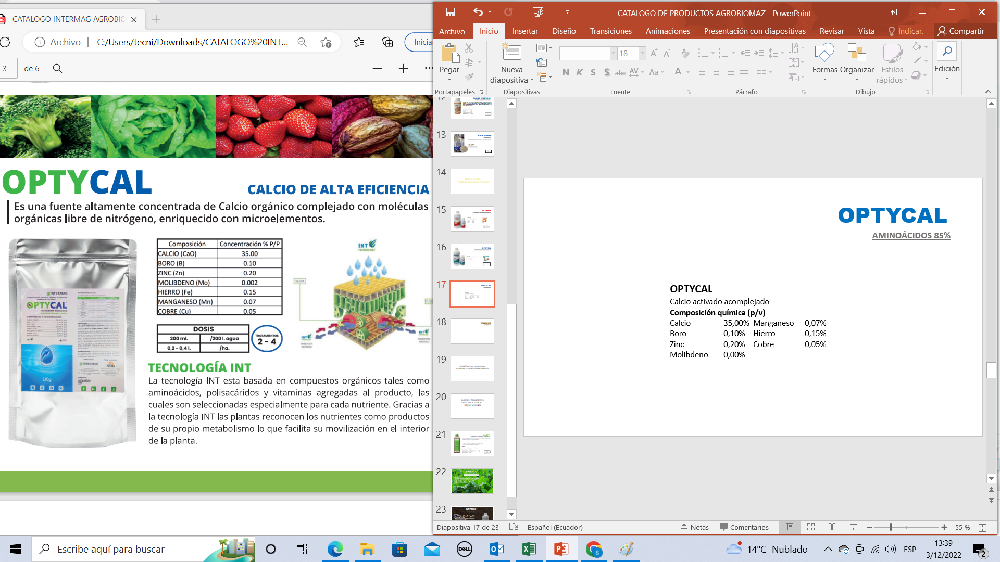 CATALOGO INTERMAG AGROBIO
Archivo
C:/Users/tecni/Downloads/CATALOGO%20INT...
Inicia
3
de 6
OPTYCAL
CALCIO DE ALTA EFICIENCIA
Es una fuente altamente concentrada de Calcio orgánico complejado con moléculas
orgánicas libre de nitrógeno, enriquecido con microelementos.
INTERMAG
OPTYCAL
1Kg
INTERMAG
Composición Concentración % P/P
CALCIO (CaO) 35.00
BORO (B) 0.10
ZINC (Zn) 0.20
MOLIBDENO (Mo) 0.002
HIERRO (Fe) 0.15
MANGANESO (Mn) 0.07
COBRE (Cu) 0.05
DOSIS
200 ml. /200 l. agua
0,2 - 0,4 l. /ha.
TRATAMIENTOS
2 - 4
INT
TECHNOLOGY
XILEMA
INT
INT
TECNOLOGÍA INT
La tecnología INT esta basada en compuestos orgánicos tales como
aminoácidos, polisacáridos y vitaminas agregadas al producto, las
cuales son seleccionadas especialmente para cada nutriente. Gracias a
la tecnología INT las plantas reconocen los nutrientes como productos
de su propio metabolismo lo que facilita su movilización en el interior
de la planta.
CATALOGO DE PRODUCTOS AGROBIOMAZ - PowerPoint
Archivo
Inicio
Insertar
Diseño
Transiciones
Animaciones
Presentación con diapositivas
Revisar
Vista
Indicar.
Compartir
Pegar
Nueva
diapositiva
18
N K S S abc AV Aa A
Formas
Organizar
Estilos
rápidos
Edición
Portapapeles
Diapositivas
Fuente
Párrafo
Dibujo
12
13
FISH POWER
14
15
TYTANIT
16
OPTYSIL
17
OPTYCAL
18
19
20
21
22
23
OPTYCAL
AMINOÁCIDOS 85%
OPTYCAL
Calcio activado acomplejado
Composición química (p/v)
Calcio 35,00% Manganeso 0,07%
Boro 0,10% Hierro 0,15%
Zinc 0,20% Cobre 0,05%
Molibdeno 0,00%
Diapositiva 17 de 23
Español (Ecuador)
Notas
Comentarios
55 %
Escribe aquí para buscar
DELL
14°C Nublado
ESP
13:39
3/12/2022
2